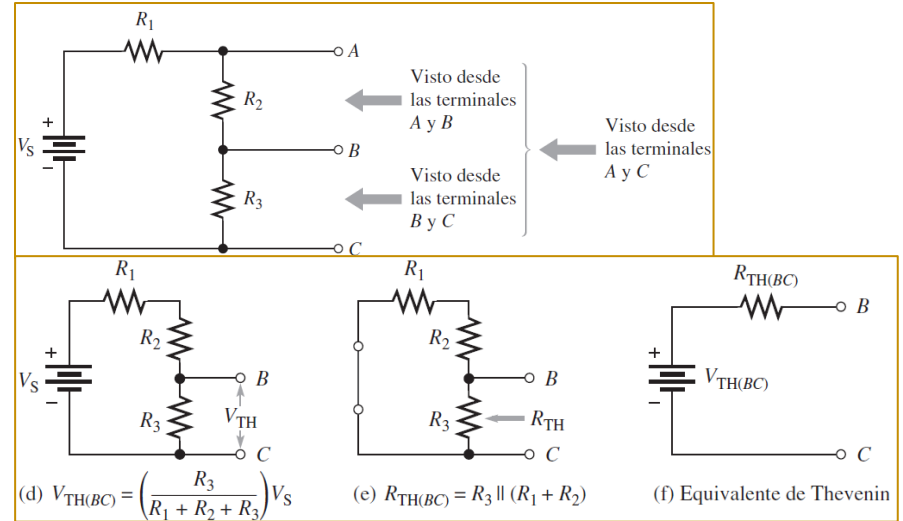 R1
A
R2
Visto desde
las terminales
A y B
+
VS
−
B
Visto desde
las terminales
A y C
R3
Visto desde
las terminales
B y C
C
R1
R2
+
VS
−
B
R3
VTH
C
(d) VTH(BC) = (R3 / (R1 + R2 + R3)) VS
R1
R2
B
R3
RTH
C
(e) RTH(BC) = R3 || (R1 + R2)
RTH(BC)
B
+
VTH(BC)
−
C
(f) Equivalente de Thevenin